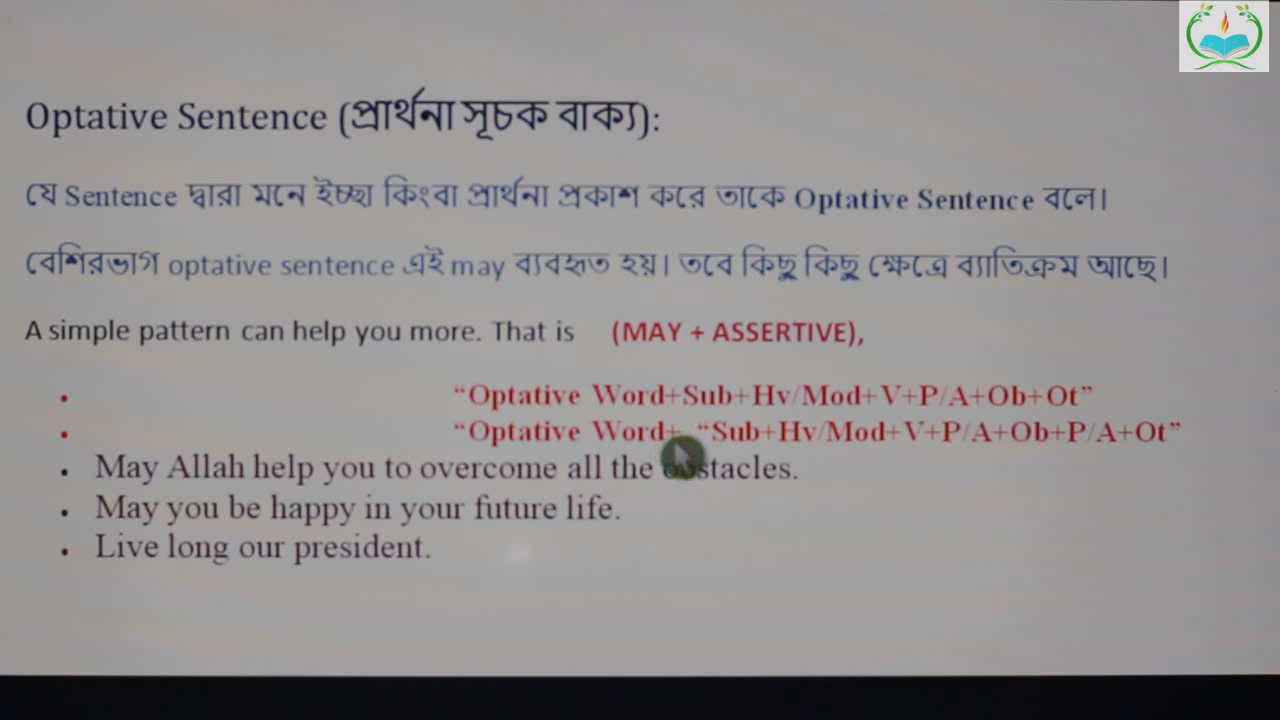 Optative Sentence (প্রার্থনা সূচক বাক্য):
যে Sentence দ্বারা মনে ইচ্ছা কিংবা প্রার্থনা প্রকাশ করে তাকে Optative Sentence বলে।
বেশিরভাগ optative sentence এই may ব্যবহৃত হয়। তবে কিছু কিছু ক্ষেত্রে ব্যাতিক্রম আছে।
A simple pattern can help you more. That is (MAY + ASSERTIVE),
• “Optative Word+Sub+Hv/Mod+V+P/A+Ob+Ot”
• “Optative Word+ “Sub+Hv/Mod+V+P/A+Ob+P/A+Ot”
• May Allah help you to overcome all the obstacles.
• May you be happy in your future life.
• Live long our president.